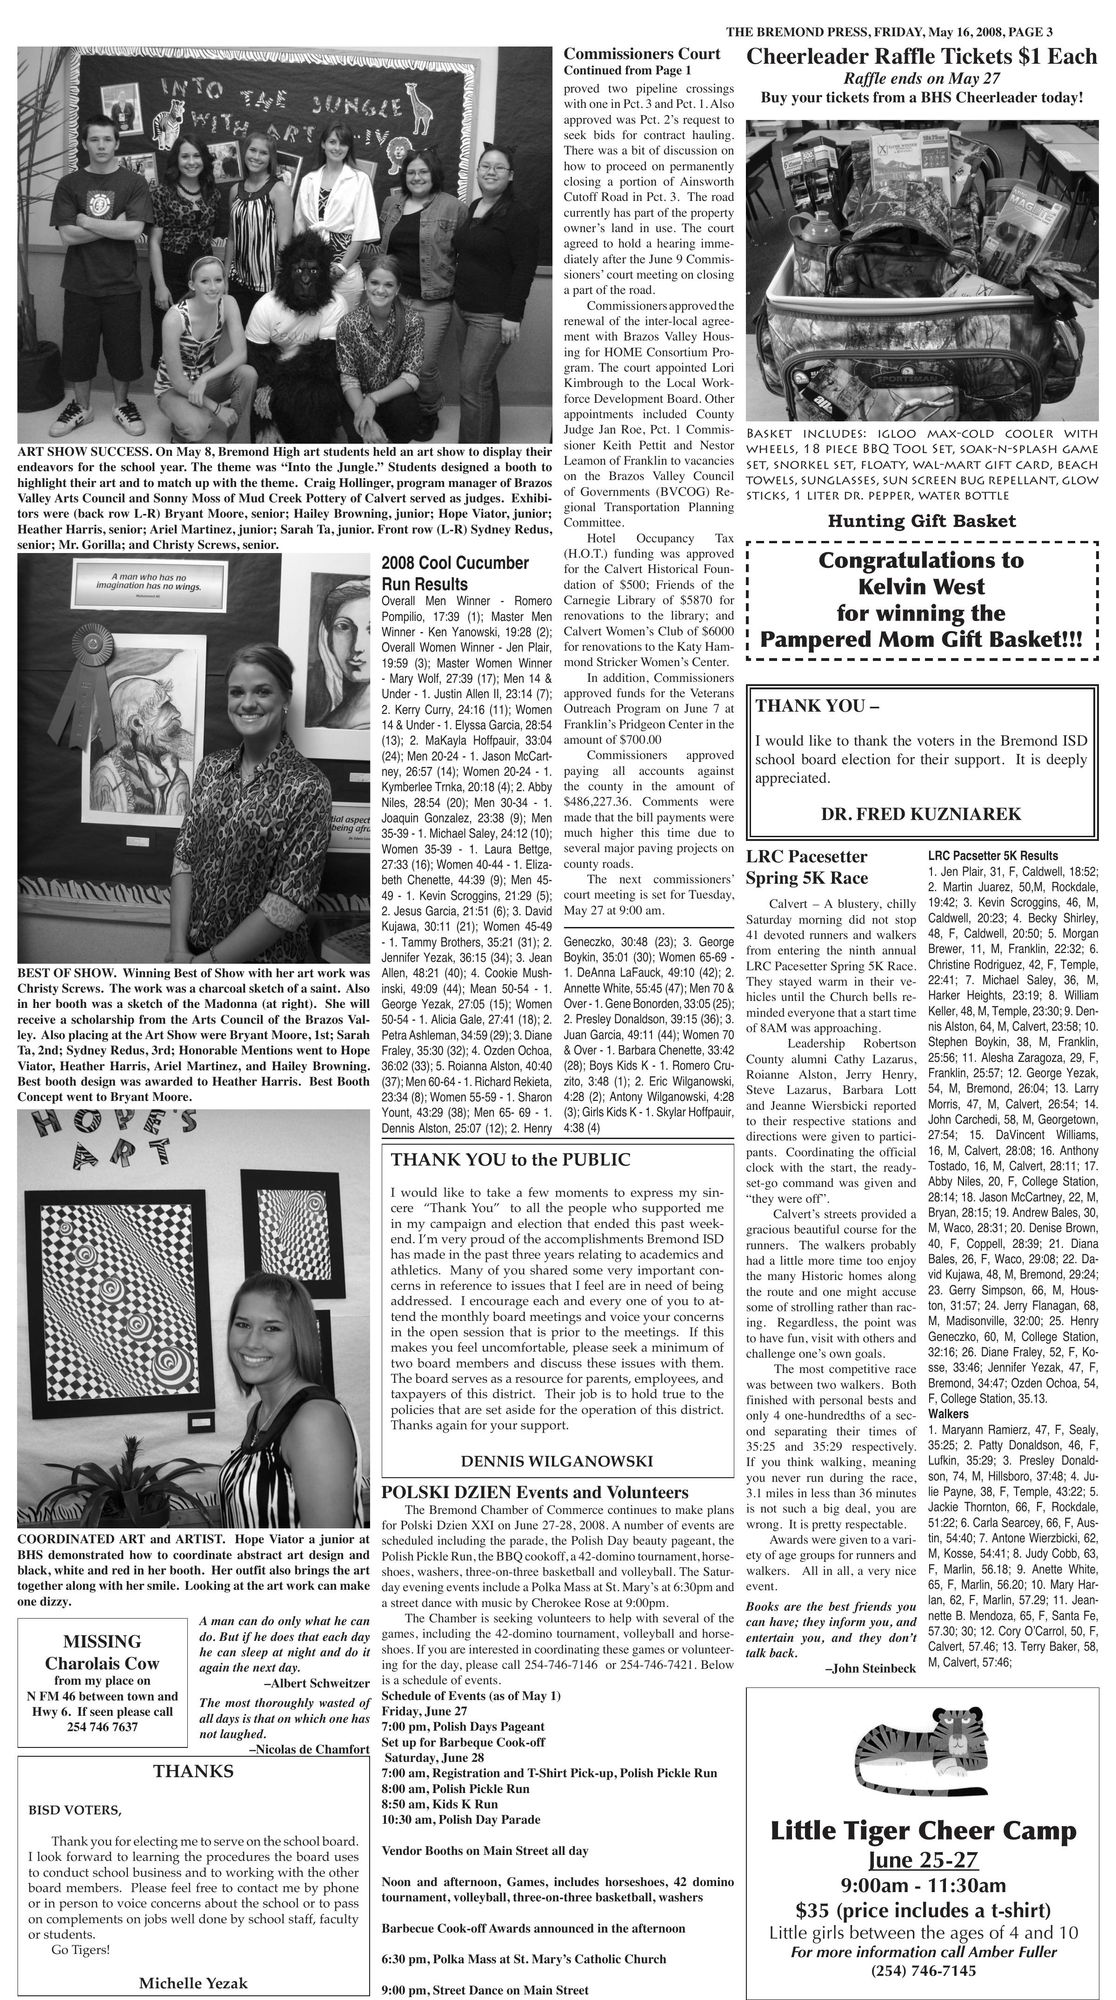 THE BREMOND PRESS, FRIDAY, May 16, 2008, PAGE 3
INTO THE JUNGLE
WITH ART
ART SHOW SUCCESS. On May 8, Bremond High art students held an art show to display their
endeavors for the school year. The theme was “Into the Jungle.” Students designed a booth to
highlight their art and to match up with the theme. Craig Hollinger, program manager of Brazos
Valley Arts Council and Sonny Moss of Mud Creek Pottery of Calvert served as judges. Exhibi-
tors were (back row L-R) Bryant Moore, senior; Hailey Browning, junior; Hope Viator, junior;
Heather Harris, senior; Ariel Martinez, junior; Sarah Ta, junior. Front row (L-R) Sydney Redus,
senior; Mr. Gorilla; and Christy Screws, senior.
A man who has no
imagination has no wings.
BEST OF SHOW. Winning Best of Show with her art work was
Christy Screws. The work was a charcoal sketch of a saint. Also
in her booth was a sketch of the Madonna (at right). She will
receive a scholarship from the Arts Council of the Brazos Val-
ley. Also placing at the Art Show were Bryant Moore, 1st; Sarah
Ta, 2nd; Sydney Redus, 3rd; Honorable Mentions went to Hope
Viator, Heather Harris, Ariel Martinez, and Hailey Browning.
Best booth design was awarded to Heather Harris. Best Booth
Concept went to Bryant Moore.
HOPE'S
ART
COORDINATED ART and ARTIST. Hope Viator a junior at
BHS demonstrated how to coordinate abstract art design and
black, white and red in her booth. Her outfit also brings the art
together along with her smile. Looking at the art work can make
one dizzy.
MISSING
Charolais Cow
from my place on
N FM 46 between town and
Hwy 6. If seen please call
254 746 7637
A man can do only what he can
do. But if he does that each day
he can sleep at night and do it
again the next day.
–Albert Schweitzer
The most thoroughly wasted of
all days is that on which one has
not laughed.
–Nicolas de Chamfort
THANKS
BISD VOTERS,
Thank you for electing me to serve on the school board.
I look forward to learning the procedures the board uses
to conduct school business and to working with the other
board members. Please feel free to contact me by phone
or in person to voice concerns about the school or to pass
on complements on jobs well done by school staff, faculty
or students.
Go Tigers!
Michelle Yezak
2008 Cool Cucumber
Run Results
Overall Men Winner - Romero
Pompilio, 17:39 (1); Master Men
Winner - Ken Yanowski, 19:28 (2);
Overall Women Winner - Jen Plair,
19:59 (3); Master Women Winner
- Mary Wolf, 27:39 (17); Men 14 &
Under - 1. Justin Allen II, 23:14 (7);
2. Kerry Curry, 24:16 (11); Women
14 & Under - 1. Elyssa Garcia, 28:54
(13); 2. MaKayla Hoffpauir, 33:04
(24); Men 20-24 - 1. Jason McCart-
ney, 26:57 (14); Women 20-24 - 1.
Kymberlee Trnka, 20:18 (4); 2. Abby
Niles, 28:54 (20); Men 30-34 - 1.
Joaquin Gonzalez, 23:38 (9); Men
35-39 - 1. Michael Saley, 24:12 (10);
Women 35-39 - 1. Laura Bettge,
27:33 (16); Women 40-44 - 1. Eliza-
beth Chenette, 44:39 (9); Men 45-
49 - 1. Kevin Scroggins, 21:29 (5);
2. Jesus Garcia, 21:51 (6); 3. David
Kujawa, 30:11 (21); Women 45-49
- 1. Tammy Brothers, 35:21 (31); 2.
Jennifer Yezak, 36:15 (34); 3. Jean
Allen, 48:21 (40); 4. Cookie Mush-
inski, 49:09 (44); Mean 50-54 - 1.
George Yezak, 27:05 (15); Women
50-54 - 1. Alicia Gale, 27:41 (18); 2.
Petra Ashleman, 34:59 (29); 3. Diane
Fraley, 35:30 (32); 4. Ozden Ochoa,
36:02 (33); 5. Roianna Alston, 40:40
(37); Men 60-64 - 1. Richard Rekieta,
23:34 (8); Women 55-59 - 1. Sharon
Yount, 43:29 (38); Men 65- 69 - 1.
Dennis Alston, 25:07 (12); 2. Henry
Geneczko, 30:48 (23); 3. George
Boykin, 35:01 (30); Women 65-69 -
1. DeAnna LaFauck, 49:10 (42); 2.
Annette White, 55:45 (47); Men 70 &
Over - 1. Gene Bonorden, 33:05 (25);
2. Presley Donaldson, 39:15 (36); 3.
Juan Garcia, 49:11 (44); Women 70
& Over - 1. Barbara Chenette, 33:42
(28); Boys Kids K - 1. Romero Cru-
zito, 3:48 (1); 2. Eric Wilganowski,
4:28 (2); Antony Wilganowski, 4:28
(3); Girls Kids K - 1. Skylar Hoffpauir,
4:38 (4)
Commissioners Court
Continued from Page 1
proved two pipeline crossings
with one in Pct. 3 and Pct. 1. Also
approved was Pct. 2’s request to
seek bids for contract hauling.
There was a bit of discussion on
how to proceed on permanently
closing a portion of Ainsworth
Cutoff Road in Pct. 3. The road
currently has part of the property
owner’s land in use. The court
agreed to hold a hearing imme-
diately after the June 9 Commis-
sioners’ court meeting on closing
a part of the road.
Commissioners approved the
renewal of the inter-local agree-
ment with Brazos Valley Hous-
ing for HOME Consortium Pro-
gram. The court appointed Lori
Kimbrough to the Local Work-
force Development Board. Other
appointments included County
Judge Jan Roe, Pct. 1 Commis-
sioner Keith Pettit and Nestor
Leamon of Franklin to vacancies
on the Brazos Valley Council
of Governments (BVCOG) Re-
gional Transportation Planning
Committee.
Hotel Occupancy Tax
(H.O.T.) funding was approved
for the Calvert Historical Foun-
dation of $500; Friends of the
Carnegie Library of $5870 for
renovations to the library; and
Calvert Women’s Club of $6000
for renovations to the Katy Ham-
mond Stricker Women’s Center.
In addition, Commissioners
approved funds for the Veterans
Outreach Program on June 7 at
Franklin’s Pridgeon Center in the
amount of $700.00
Commissioners approved
paying all accounts against
the county in the amount of
$486,227.36. Comments were
made that the bill payments were
much higher this time due to
several major paving projects on
county roads.
The next commissioners’
court meeting is set for Tuesday,
May 27 at 9:00 am.
THANK YOU to the PUBLIC
I would like to take a few moments to express my sin-
cere “Thank You” to all the people who supported me
in my campaign and election that ended this past week-
end. I’m very proud of the accomplishments Bremond ISD
has made in the past three years relating to academics and
athletics. Many of you shared some very important con-
cerns in reference to issues that I feel are in need of being
addressed. I encourage each and every one of you to at-
tend the monthly board meetings and voice your concerns
in the open session that is prior to the meetings. If this
makes you feel uncomfortable, please seek a minimum of
two board members and discuss these issues with them.
The board serves as a resource for parents, employees, and
taxpayers of this district. Their job is to hold true to the
policies that are set aside for the operation of this district.
Thanks again for your support.
DENNIS WILGANOWSKI
POLSKI DZIEN Events and Volunteers
The Bremond Chamber of Commerce continues to make plans
for Polski Dzien XXI on June 27-28, 2008. A number of events are
scheduled including the parade, the Polish Day beauty pageant, the
Polish Pickle Run, the BBQ cookoff, a 42-domino tournament, horse-
shoes, washers, three-on-three basketball and volleyball. The Satur-
day evening events include a Polka Mass at St. Mary’s at 6:30pm and
a street dance with music by Cherokee Rose at 9:00pm.
The Chamber is seeking volunteers to help with several of the
games, including the 42-domino tournament, volleyball and horse-
shoes. If you are interested in coordinating these games or volunteer-
ing for the day, please call 254-746-7146 or 254-746-7421. Below
is a schedule of events.
Schedule of Events (as of May 1)
Friday, June 27
7:00 pm, Polish Days Pageant
Set up for Barbeque Cook-off
Saturday, June 28
7:00 am, Registration and T-Shirt Pick-up, Polish Pickle Run
8:00 am, Polish Pickle Run
8:50 am, Kids K Run
10:30 am, Polish Day Parade
Vendor Booths on Main Street all day
Noon and afternoon, Games, includes horseshoes, 42 domino
tournament, volleyball, three-on-three basketball, washers
Barbecue Cook-off Awards announced in the afternoon
6:30 pm, Polka Mass at St. Mary’s Catholic Church
9:00 pm, Street Dance on Main Street
Cheerleader Raffle Tickets $1 Each
Raffle ends on May 27
Buy your tickets from a BHS Cheerleader today!
MAGLITE
SPORTSMAN
Basket includes: igloo max-cold cooler with
wheels, 18 piece BBQ Tool Set, soak-n-splash game
set, snorkel set, floaty, wal-mart gift card, beach
towels, sunglasses, sun screen bug repellant, glow
sticks, 1 liter dr. pepper, water bottle
Hunting Gift Basket
Congratulations to
Kelvin West
for winning the
Pampered Mom Gift Basket!!!
THANK YOU –
I would like to thank the voters in the Bremond ISD
school board election for their support. It is deeply
appreciated.
DR. FRED KUZNIAREK
LRC Pacesetter
Spring 5K Race
Calvert – A blustery, chilly
Saturday morning did not stop
41 devoted runners and walkers
from entering the ninth annual
LRC Pacesetter Spring 5K Race.
They stayed warm in their ve-
hicles until the Church bells re-
minded everyone that a start time
of 8AM was approaching.
Leadership Robertson
County alumni Cathy Lazarus,
Roianne Alston, Jerry Henry,
Steve Lazarus, Barbara Lott
and Jeanne Wiersbicki reported
to their respective stations and
directions were given to partici-
pants. Coordinating the official
clock with the start, the ready-
set-go command was given and
“they were off”.
Calvert’s streets provided a
gracious beautiful course for the
runners. The walkers probably
had a little more time too enjoy
the many Historic homes along
the route and one might accuse
some of strolling rather than rac-
ing. Regardless, the point was
to have fun, visit with others and
challenge one’s own goals.
The most competitive race
was between two walkers. Both
finished with personal bests and
only 4 one-hundredths of a sec-
ond separating their times of
35:25 and 35:29 respectively.
If you think walking, meaning
you never run during the race,
3.1 miles in less than 36 minutes
is not such a big deal, you are
wrong. It is pretty respectable.
Awards were given to a vari-
ety of age groups for runners and
walkers. All in all, a very nice
event.
Books are the best friends you
can have; they inform you, and
entertain you, and they don’t
talk back.
–John Steinbeck
LRC Pacsetter 5K Results
1. Jen Plair, 31, F, Caldwell, 18:52;
2. Martin Juarez, 50,M, Rockdale,
19:42; 3. Kevin Scroggins, 46, M,
Caldwell, 20:23; 4. Becky Shirley,
48, F, Caldwell, 20:50; 5. Morgan
Brewer, 11, M, Franklin, 22:32; 6.
Christine Rodriguez, 42, F, Temple,
22:41; 7. Michael Saley, 36, M,
Harker Heights, 23:19; 8. William
Keller, 48, M, Temple, 23:30; 9. Den-
nis Alston, 64, M, Calvert, 23:58; 10.
Stephen Boykin, 38, M, Franklin,
25:56; 11. Alesha Zaragoza, 29, F,
Franklin, 25:57; 12. George Yezak,
54, M, Bremond, 26:04; 13. Larry
Morris, 47, M, Calvert, 26:54; 14.
John Carchedi, 58, M, Georgetown,
27:54; 15. DaVincent Williams,
16, M, Calvert, 28:08; 16. Anthony
Tostado, 16, M, Calvert, 28:11; 17.
Abby Niles, 20, F, College Station,
28:14; 18. Jason McCartney, 22, M,
Bryan, 28:15; 19. Andrew Bales, 30,
M, Waco, 28:31; 20. Denise Brown,
40, F, Coppell, 28:39; 21. Diana
Bales, 26, F, Waco, 29:08; 22. Da-
vid Kujawa, 48, M, Bremond, 29:24;
23. Gerry Simpson, 66, M, Hous-
ton, 31:57; 24. Jerry Flanagan, 68,
M, Madisonville, 32:00; 25. Henry
Geneczko, 60, M, College Station,
32:16; 26. Diane Fraley, 52, F, Ko-
sse, 33:46; Jennifer Yezak, 47, F,
Bremond, 34:47; Ozden Ochoa, 54,
F, College Station, 35.13.
Walkers
1. Maryann Ramierz, 47, F, Sealy,
35:25; 2. Patty Donaldson, 46, F,
Lufkin, 35:29; 3. Presley Donald-
son, 74, M, Hillsboro, 37:48; 4. Ju-
lie Payne, 38, F, Temple, 43:22; 5.
Jackie Thornton, 66, F, Rockdale,
51:22; 6. Carla Searcey, 66, F, Aus-
tin, 54:40; 7. Antone Wierzbicki, 62,
M, Kosse, 54:41; 8. Judy Cobb, 63,
F, Marlin, 56.18; 9. Anette White,
65, F, Marlin, 56.20; 10. Mary Har-
lan, 62, F, Marlin, 57.29; 11. Jean-
nette B. Mendoza, 65, F, Santa Fe,
57.30; 30; 12. Cory O’Carrol, 50, F,
Calvert, 57.46; 13. Terry Baker, 58,
M, Calvert, 57:46;
Little Tiger Cheer Camp
June 25-27
9:00am - 11:30am
$35 (price includes a t-shirt)
Little girls between the ages of 4 and 10
For more information call Amber Fuller
(254) 746-7145